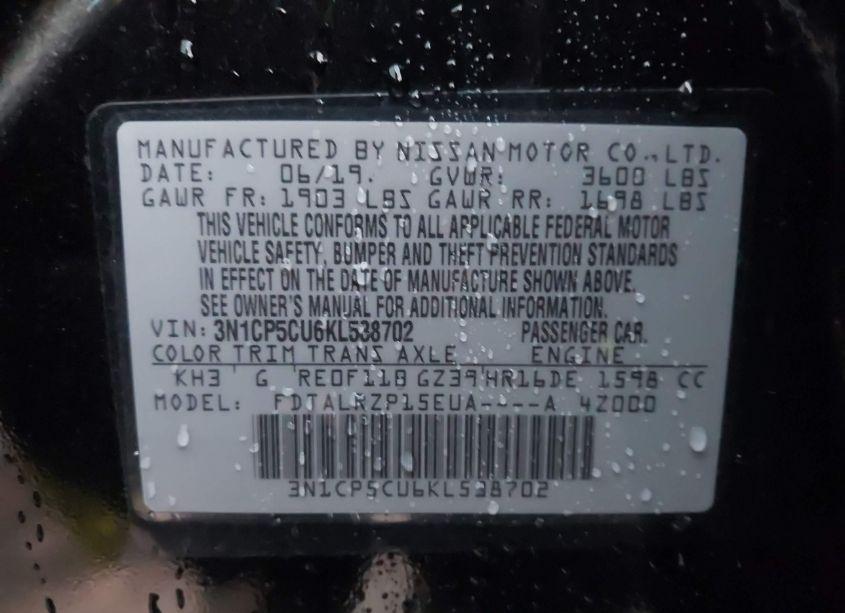 MANUFACTURED BY NISSAN MOTOR CO., LTD.
DATE: 06/19. GVWR: 3600 LBS
GAWR FR: 1903 LBS GAWR RR: 1698 LBS
THIS VEHICLE CONFORMS TO ALL APPLICABLE FEDERAL MOTOR
VEHICLE SAFETY, BUMPER AND THEFT PREVENTION STANDARDS
IN EFFECT ON THE DATE OF MANUFACTURE SHOWN ABOVE.
SEE OWNER'S MANUAL FOR ADDITIONAL INFORMATION.
VIN: 3N1CP5CU6KL538702 PASSENGER CAR.
COLOR TRIM TRANS AXLE ENGINE
KH3 G RE0F11B GZ39 HR16DE 1598 CC
MODEL: FDTALRZP15EUA----A 4Z000
3N1CP5CU6KL538702